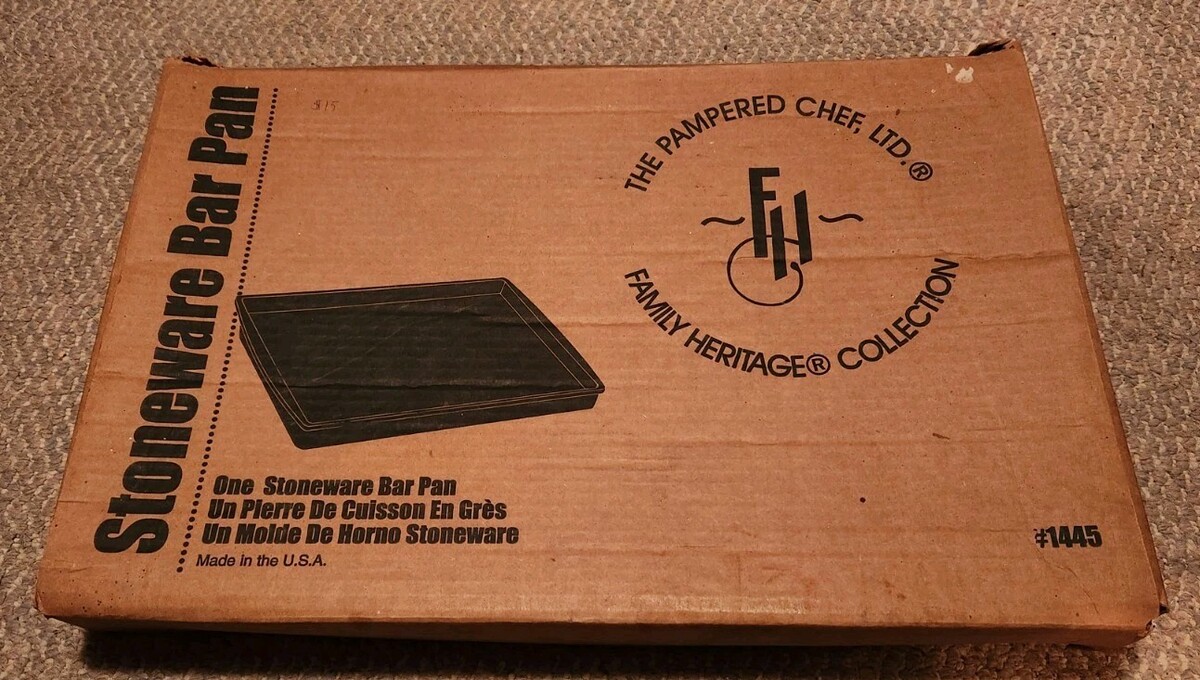 Stoneware Bar Pan
$15
THE PAMPERED CHEF, LTD.®
FH
FAMILY HERITAGE® COLLECTION
One Stoneware Bar Pan
Un Pierre De Cuisson En Grès
Un Molde De Horno Stoneware
Made in the U.S.A.
#1445